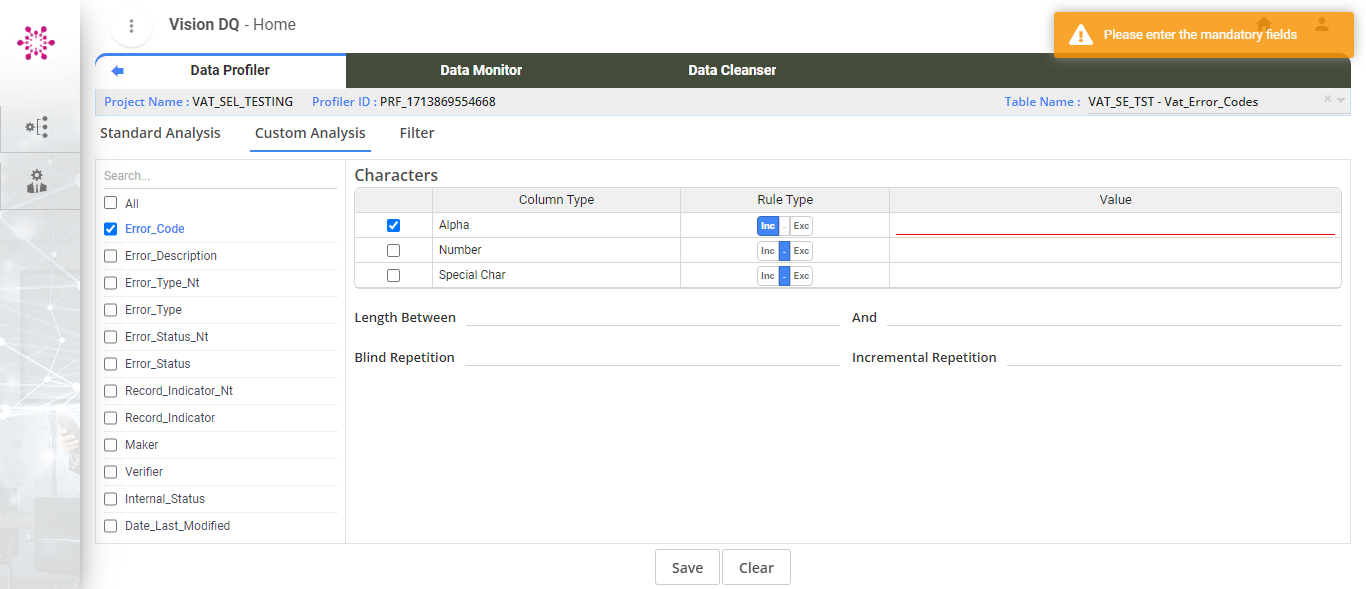 Vision DQ - Home
Please enter the mandatory fields
Data Profiler Data Monitor Data Cleanser
Project Name : VAT_SEL_TESTING Profiler ID : PRF_1713869554668 Table Name : VAT_SE_TST - Vat_Error_Codes
Standard Analysis Custom Analysis Filter
Search...
All
Error_Code
Error_Description
Error_Type_Nt
Error_Type
Error_Status_Nt
Error_Status
Record_Indicator_Nt
Record_Indicator
Maker
Verifier
Internal_Status
Date_Last_Modified
Characters
Column Type Rule Type Value
Alpha Inc - Exc
Number Inc - Exc
Special Char Inc - Exc
Length Between And
Blind Repetition Incremental Repetition
Save Clear